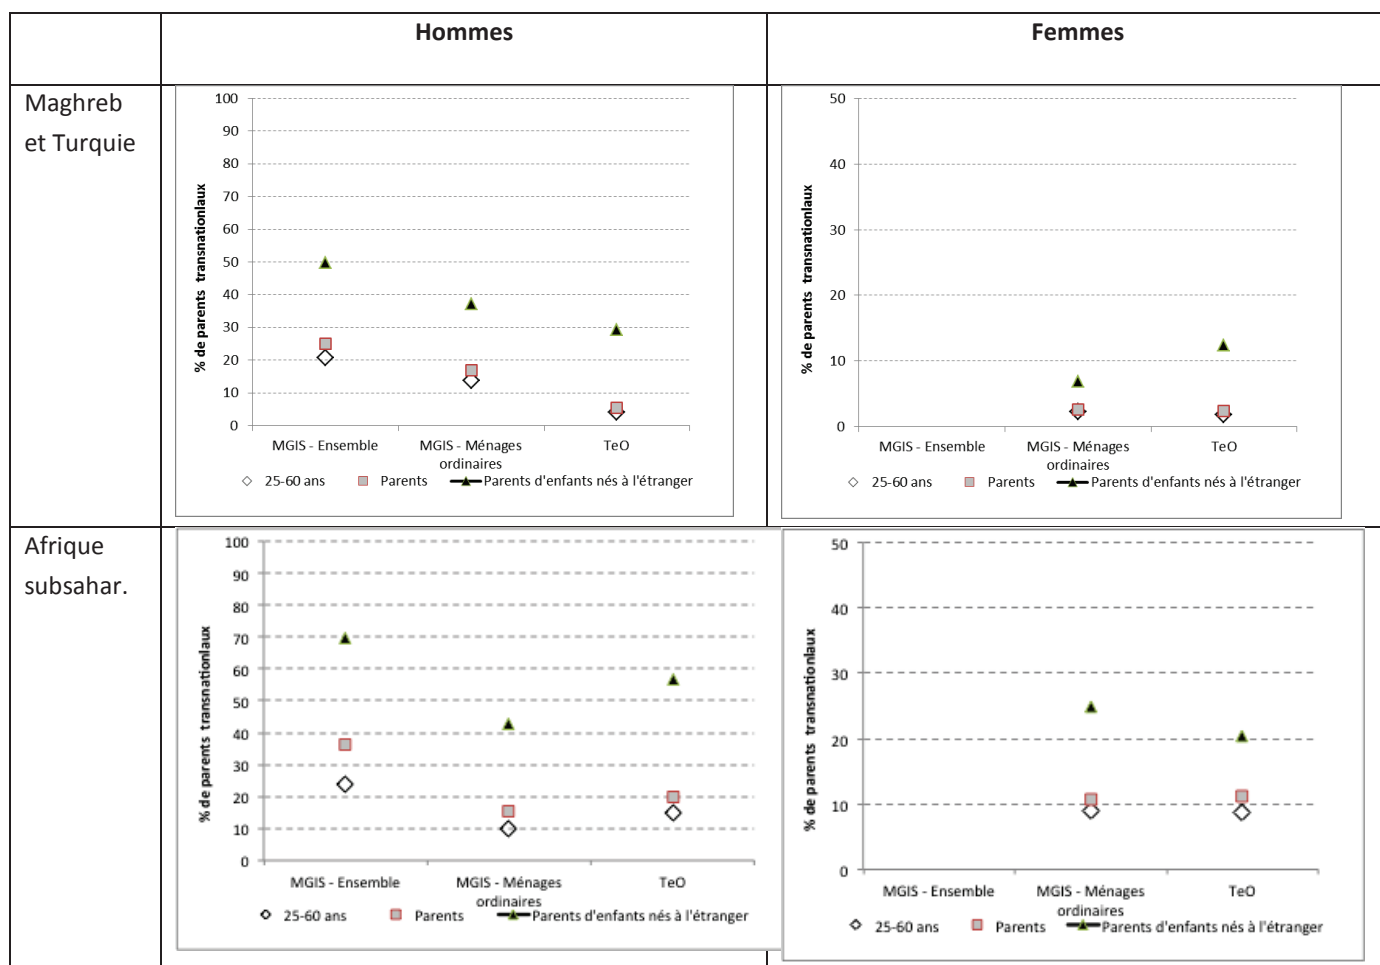 Hommes
Femmes
Maghreb
et Turquie
% de parents transnationlaux
100
90
80
70
60
50
40
30
20
10
0
MGIS - Ensemble
MGIS - Ménages
ordinaires
TeO
25-60 ans
Parents
Parents d'enfants nés à l'étranger
% de parents transnationlaux
50
40
30
20
10
0
MGIS - Ensemble
MGIS - Ménages
ordinaires
TeO
25-60 ans
Parents
Parents d'enfants nés à l'étranger
Afrique
subsahar.
% de parents transnationlaux
100
90
80
70
60
50
40
30
20
10
0
MGIS - Ensemble
MGIS - Ménages
ordinaires
TeO
25-60 ans
Parents
Parents d'enfants nés à l'étranger
% de parents transnationlaux
50
40
30
20
10
0
MGIS - Ensemble
MGIS - Ménages
ordinaires
TeO
25-60 ans
Parents
Parents d'enfants nés à l'étranger